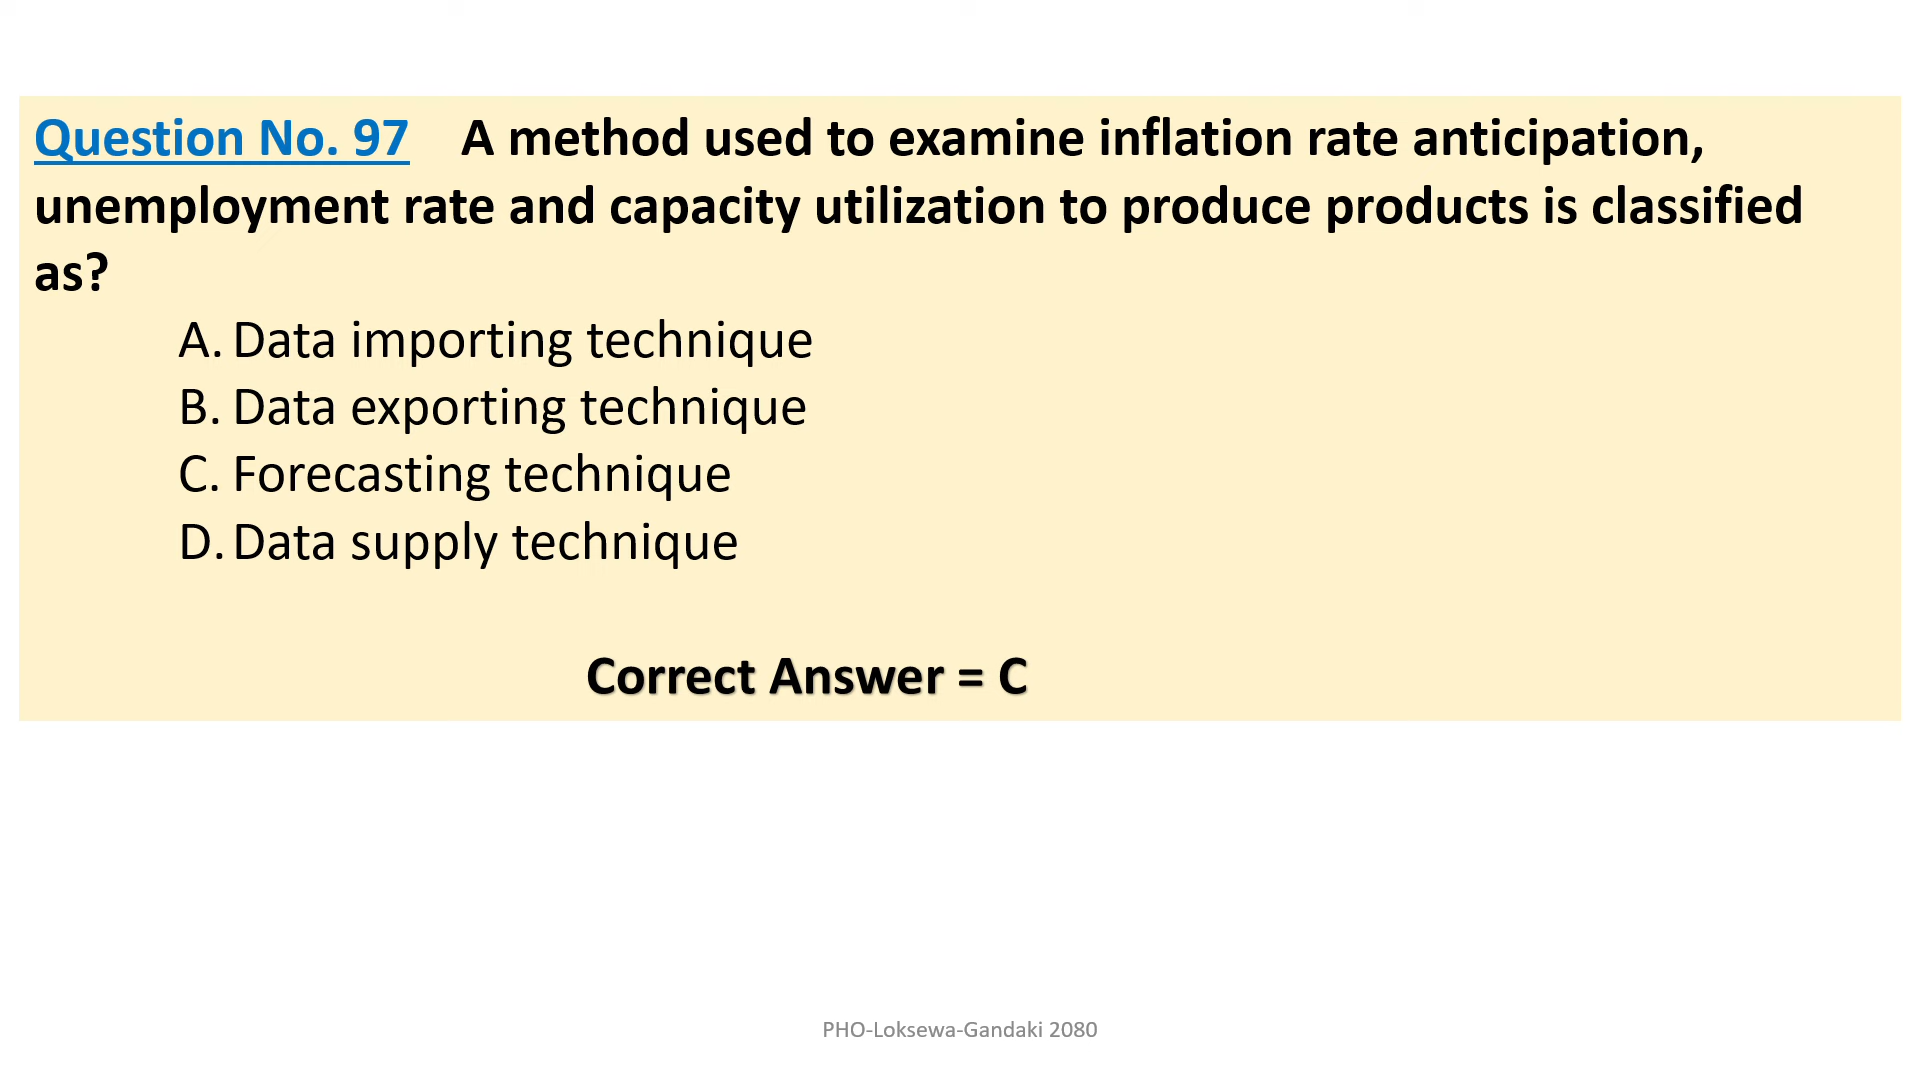 Question No. 97 A method used to examine inflation rate anticipation,
unemployment rate and capacity utilization to produce products is classified
as?
A. Data importing technique
B. Data exporting technique
C. Forecasting technique
D. Data supply technique
Correct Answer = C
PHO-Loksewa-Gandaki 2080